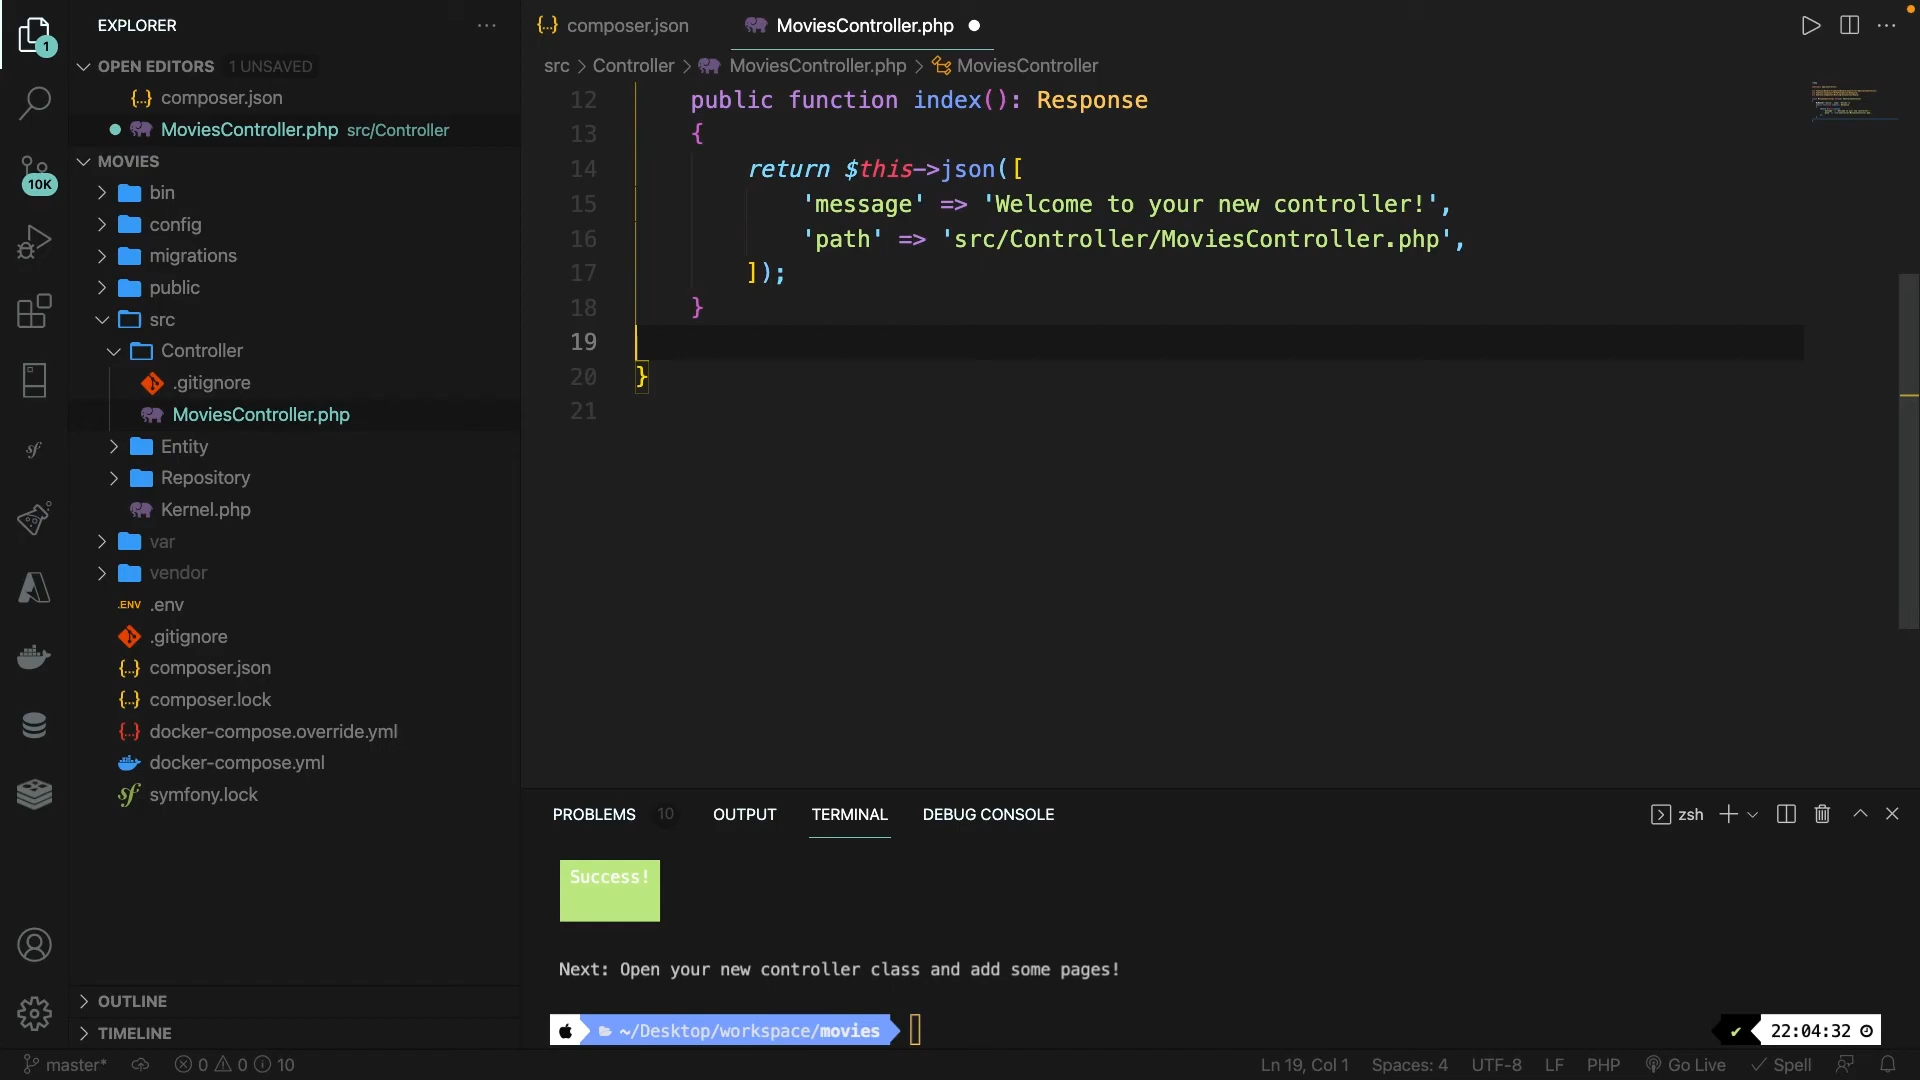 EXPLORER
1
OPEN EDITORS 1 UNSAVED
{..} composer.json
MoviesController.php src/Controller
MOVIES
10K
bin
config
migrations
public
src
Controller
.gitignore
MoviesController.php
Entity
Repository
Kernel.php
var
vendor
.ENV .env
.gitignore
{..} composer.json
{..} composer.lock
{..} docker-compose.override.yml
docker-compose.yml
sf symfony.lock
sf
OUTLINE
TIMELINE
{..} composer.json
MoviesController.php
src > Controller > MoviesController.php > MoviesController
12 public function index(): Response
13 {
14 return $this->json([
15 'message' => 'Welcome to your new controller!',
16 'path' => 'src/Controller/MoviesController.php',
17 ]);
18 }
19
20 }
21
PROBLEMS 10 OUTPUT TERMINAL DEBUG CONSOLE
zsh
Success!
Next: Open your new controller class and add some pages!
~/Desktop/workspace/movies
22:04:32
master* 0 0 10
Ln 19, Col 1 Spaces: 4 UTF-8 LF PHP Go Live Spell